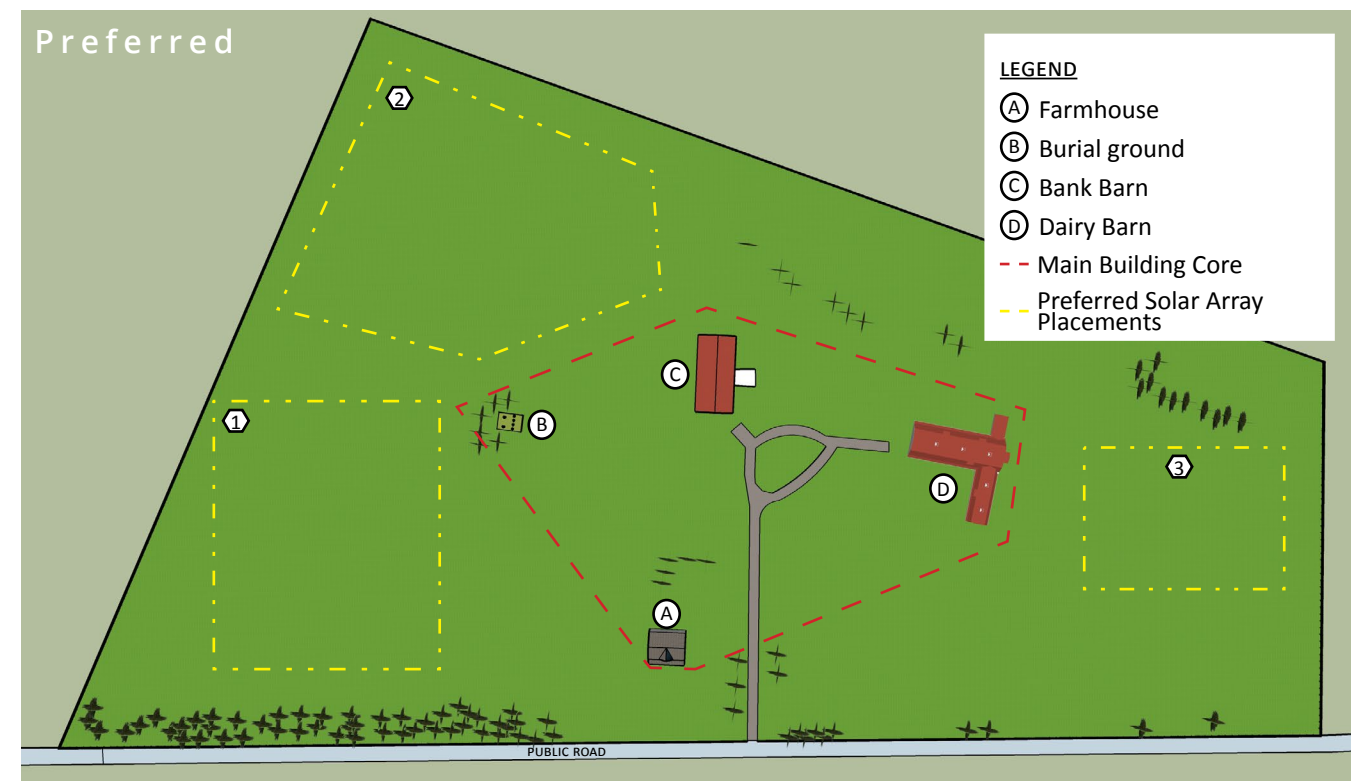 Preferred
LEGEND
A Farmhouse
B Burial ground
C Bank Barn
D Dairy Barn
Main Building Core
Preferred Solar Array
Placements
2
1
B
C
D
3
A
PUBLIC ROAD